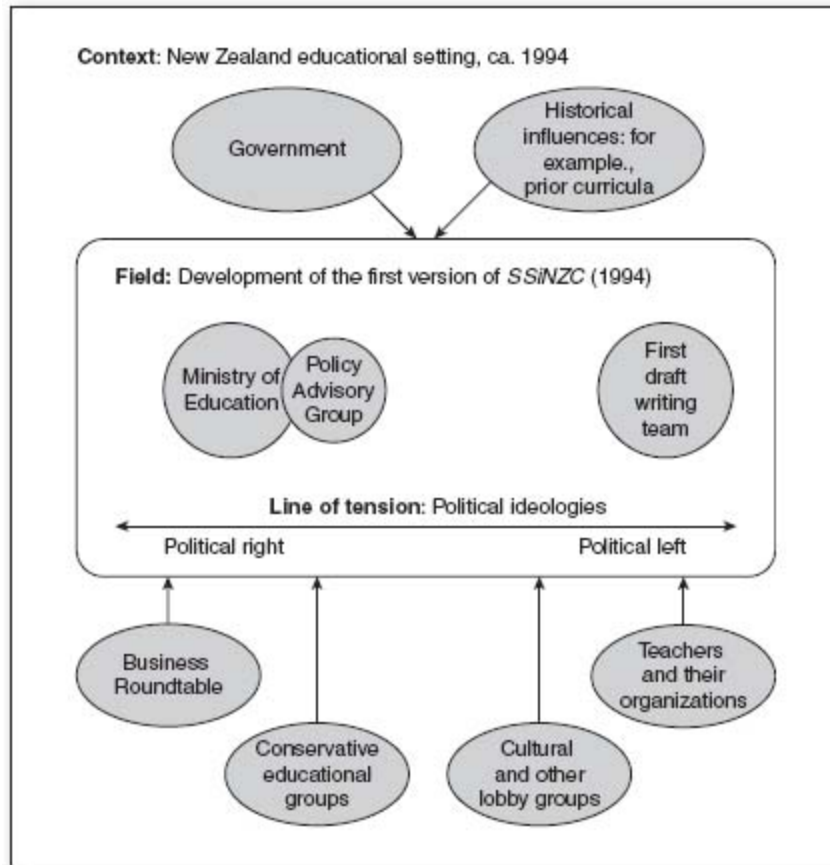 Context: New Zealand educational setting, ca. 1994
Government
Historical
influences: for
example.,
prior curricula
Field: Development of the first version of SSiNZC (1994)
Ministry of
Education
Policy
Advisory
Group
First
draft
writing
team
Line of tension: Political ideologies
Political right
Political left
Business
Roundtable
Conservative
educational
groups
Cultural
and other
lobby groups
Teachers
and their
organizations